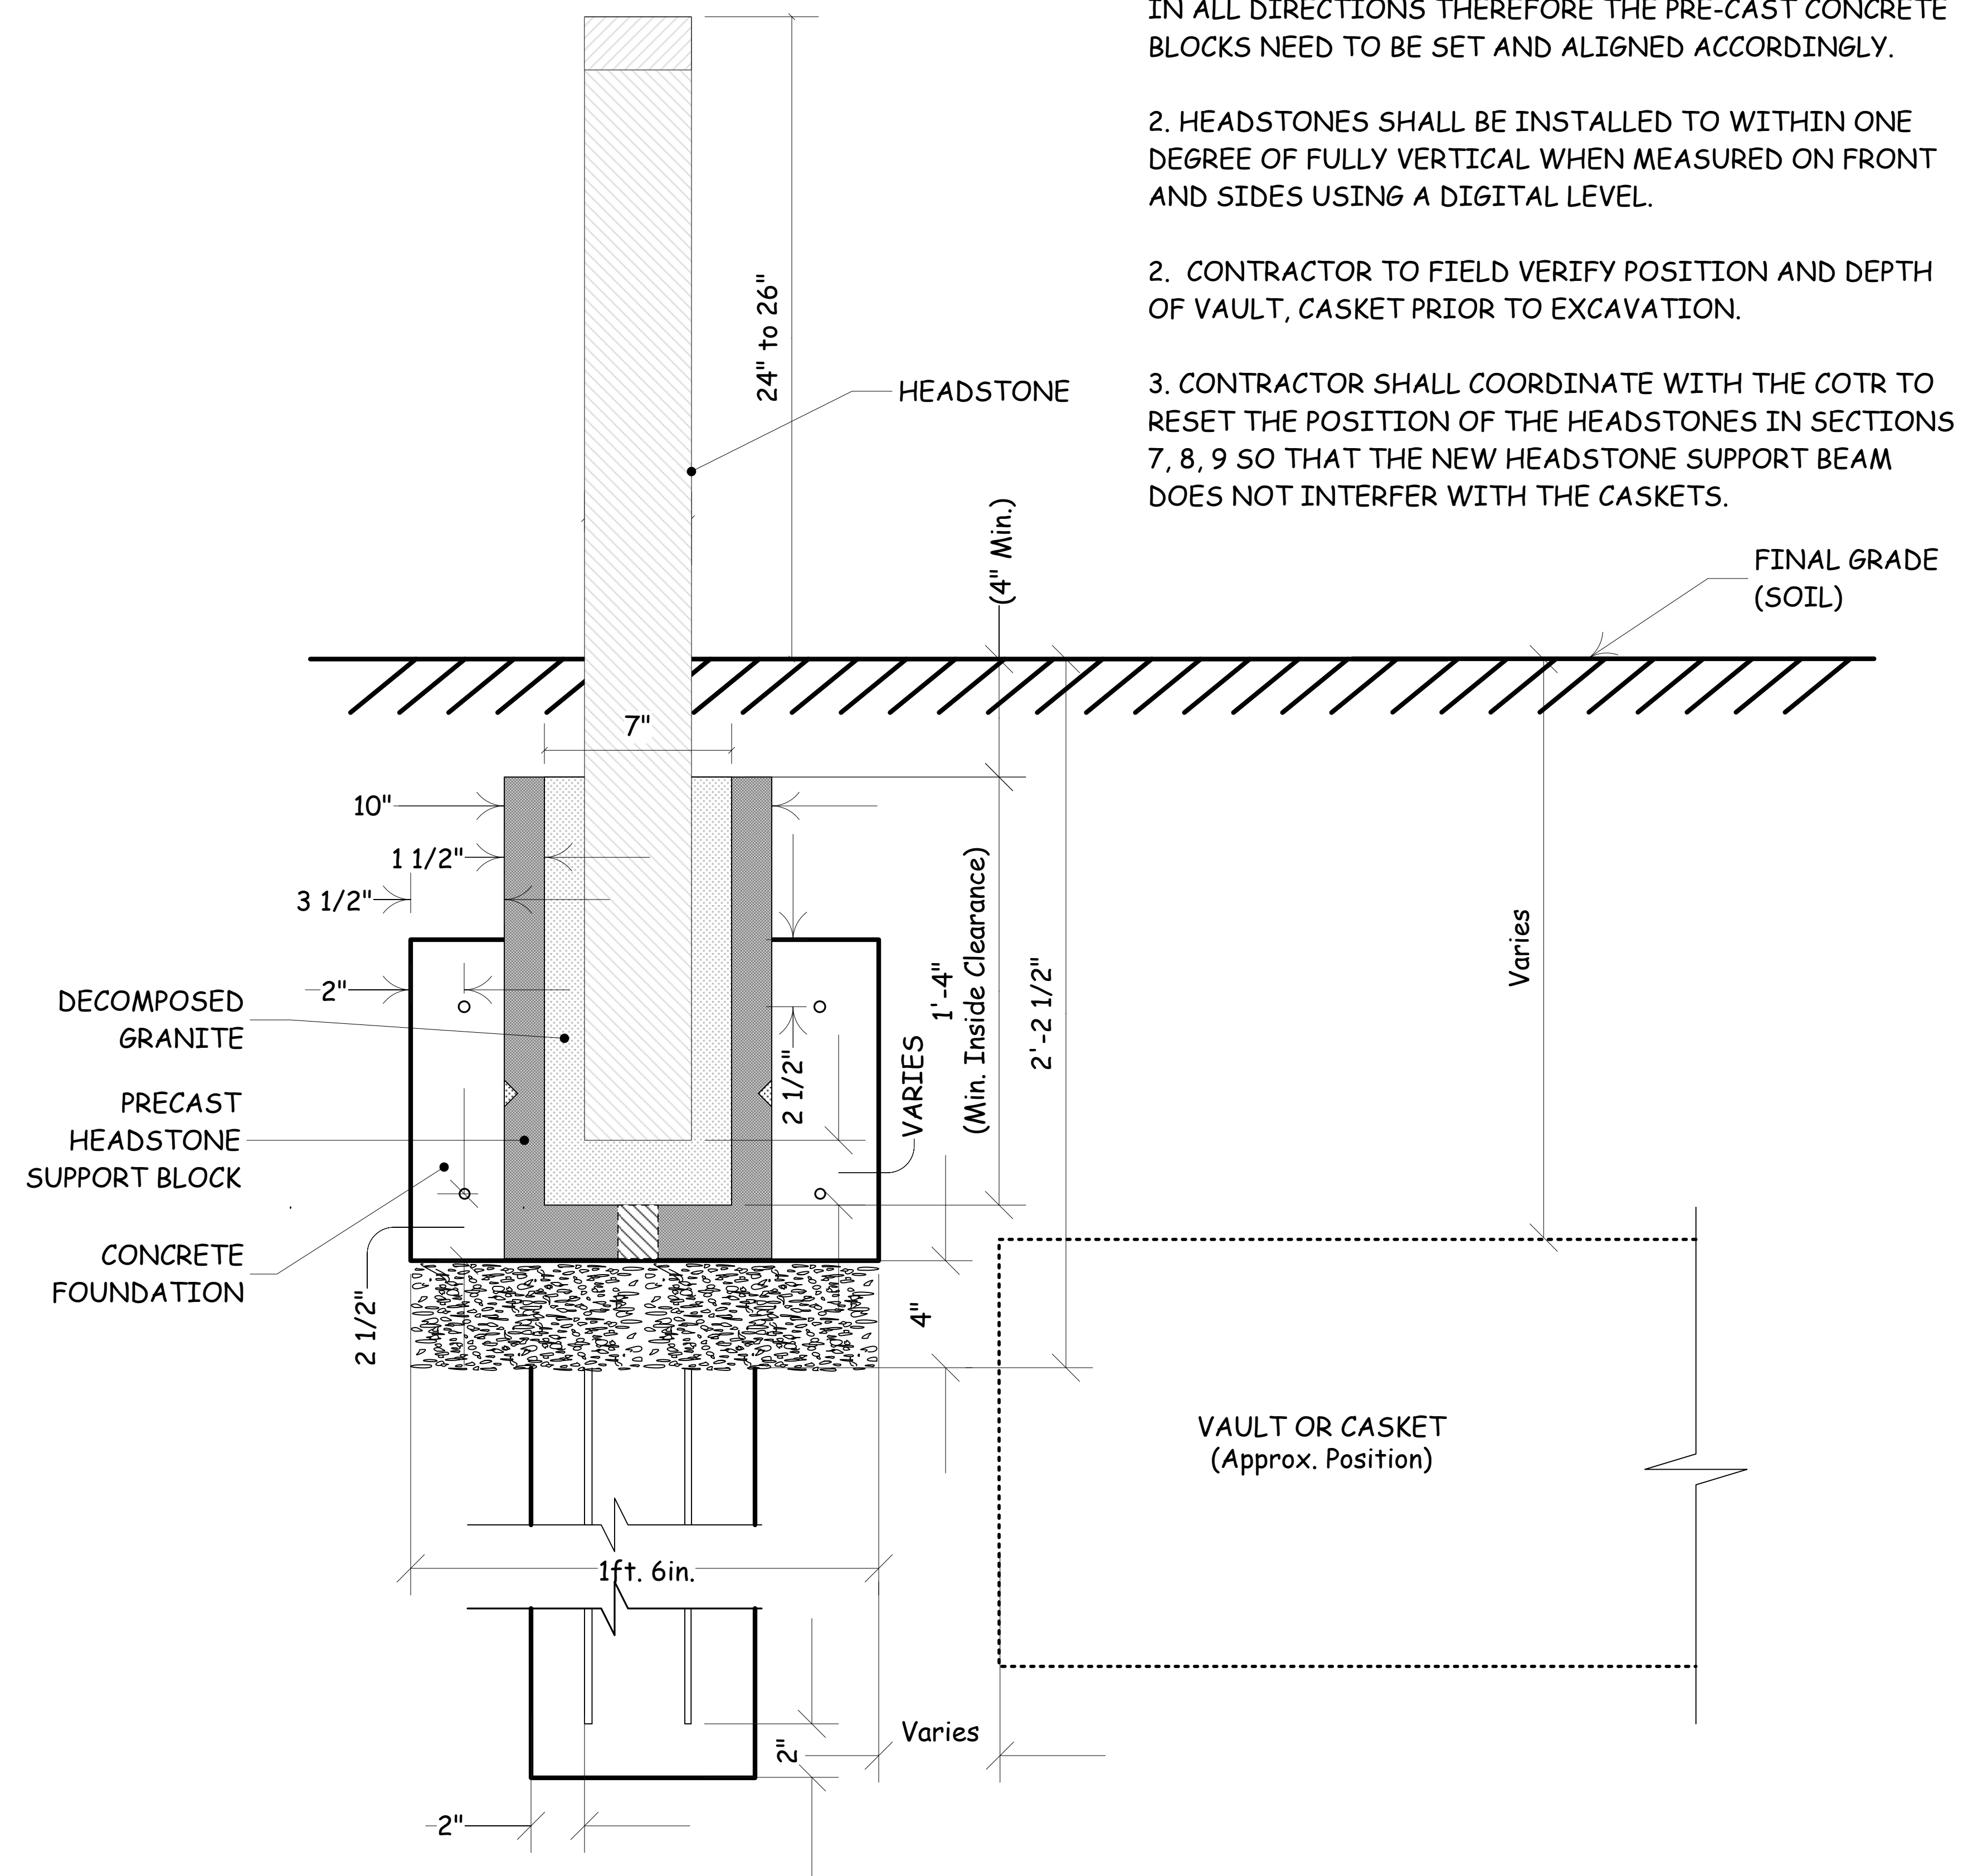 IN ALL DIRECTIONS THEREFORE THE PRE-CAST CONCRETE
BLOCKS NEED TO BE SET AND ALIGNED ACCORDINGLY.
2. HEADSTONES SHALL BE INSTALLED TO WITHIN ONE
DEGREE OF FULLY VERTICAL WHEN MEASURED ON FRONT
AND SIDES USING A DIGITAL LEVEL.
2. CONTRACTOR TO FIELD VERIFY POSITION AND DEPTH
OF VAULT, CASKET PRIOR TO EXCAVATION.
3. CONTRACTOR SHALL COORDINATE WITH THE COTR TO
RESET THE POSITION OF THE HEADSTONES IN SECTIONS
7, 8, 9 SO THAT THE NEW HEADSTONE SUPPORT BEAM
DOES NOT INTERFER WITH THE CASKETS.
24" to 26"
HEADSTONE
(4" Min.)
FINAL GRADE
(SOIL)
7"
10"
1 1/2"
3 1/2"
2"
DECOMPOSED
GRANITE
PRECAST
HEADSTONE
SUPPORT BLOCK
CONCRETE
FOUNDATION
2 1/2"
2 1/2"
VARIES
1'-4"
(Min. Inside Clearance)
2'-2 1/2"
Varies
4"
VAULT OR CASKET
(Approx. Position)
1ft. 6in.
Varies
2"
2"